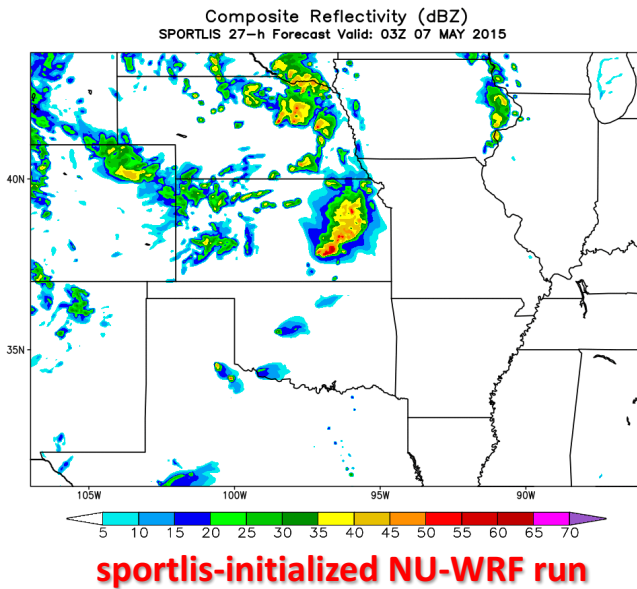 Composite Reflectivity (dBZ)
SPORTLIS 27-h Forecast Valid: 03Z 07 MAY 2015
40N
35N
105W 100W 95W 90W
5 10 15 20 25 30 35 40 45 50 55 60 65 70
sportlis-initialized NU-WRF run